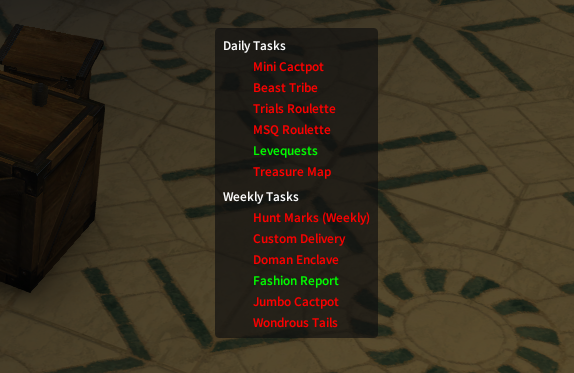 Daily Tasks
Mini Cactpot
Beast Tribe
Trials Roulette
MSQ Roulette
Levequests
Treasure Map
Weekly Tasks
Hunt Marks (Weekly)
Custom Delivery
Doman Enclave
Fashion Report
Jumbo Cactpot
Wondrous Tails